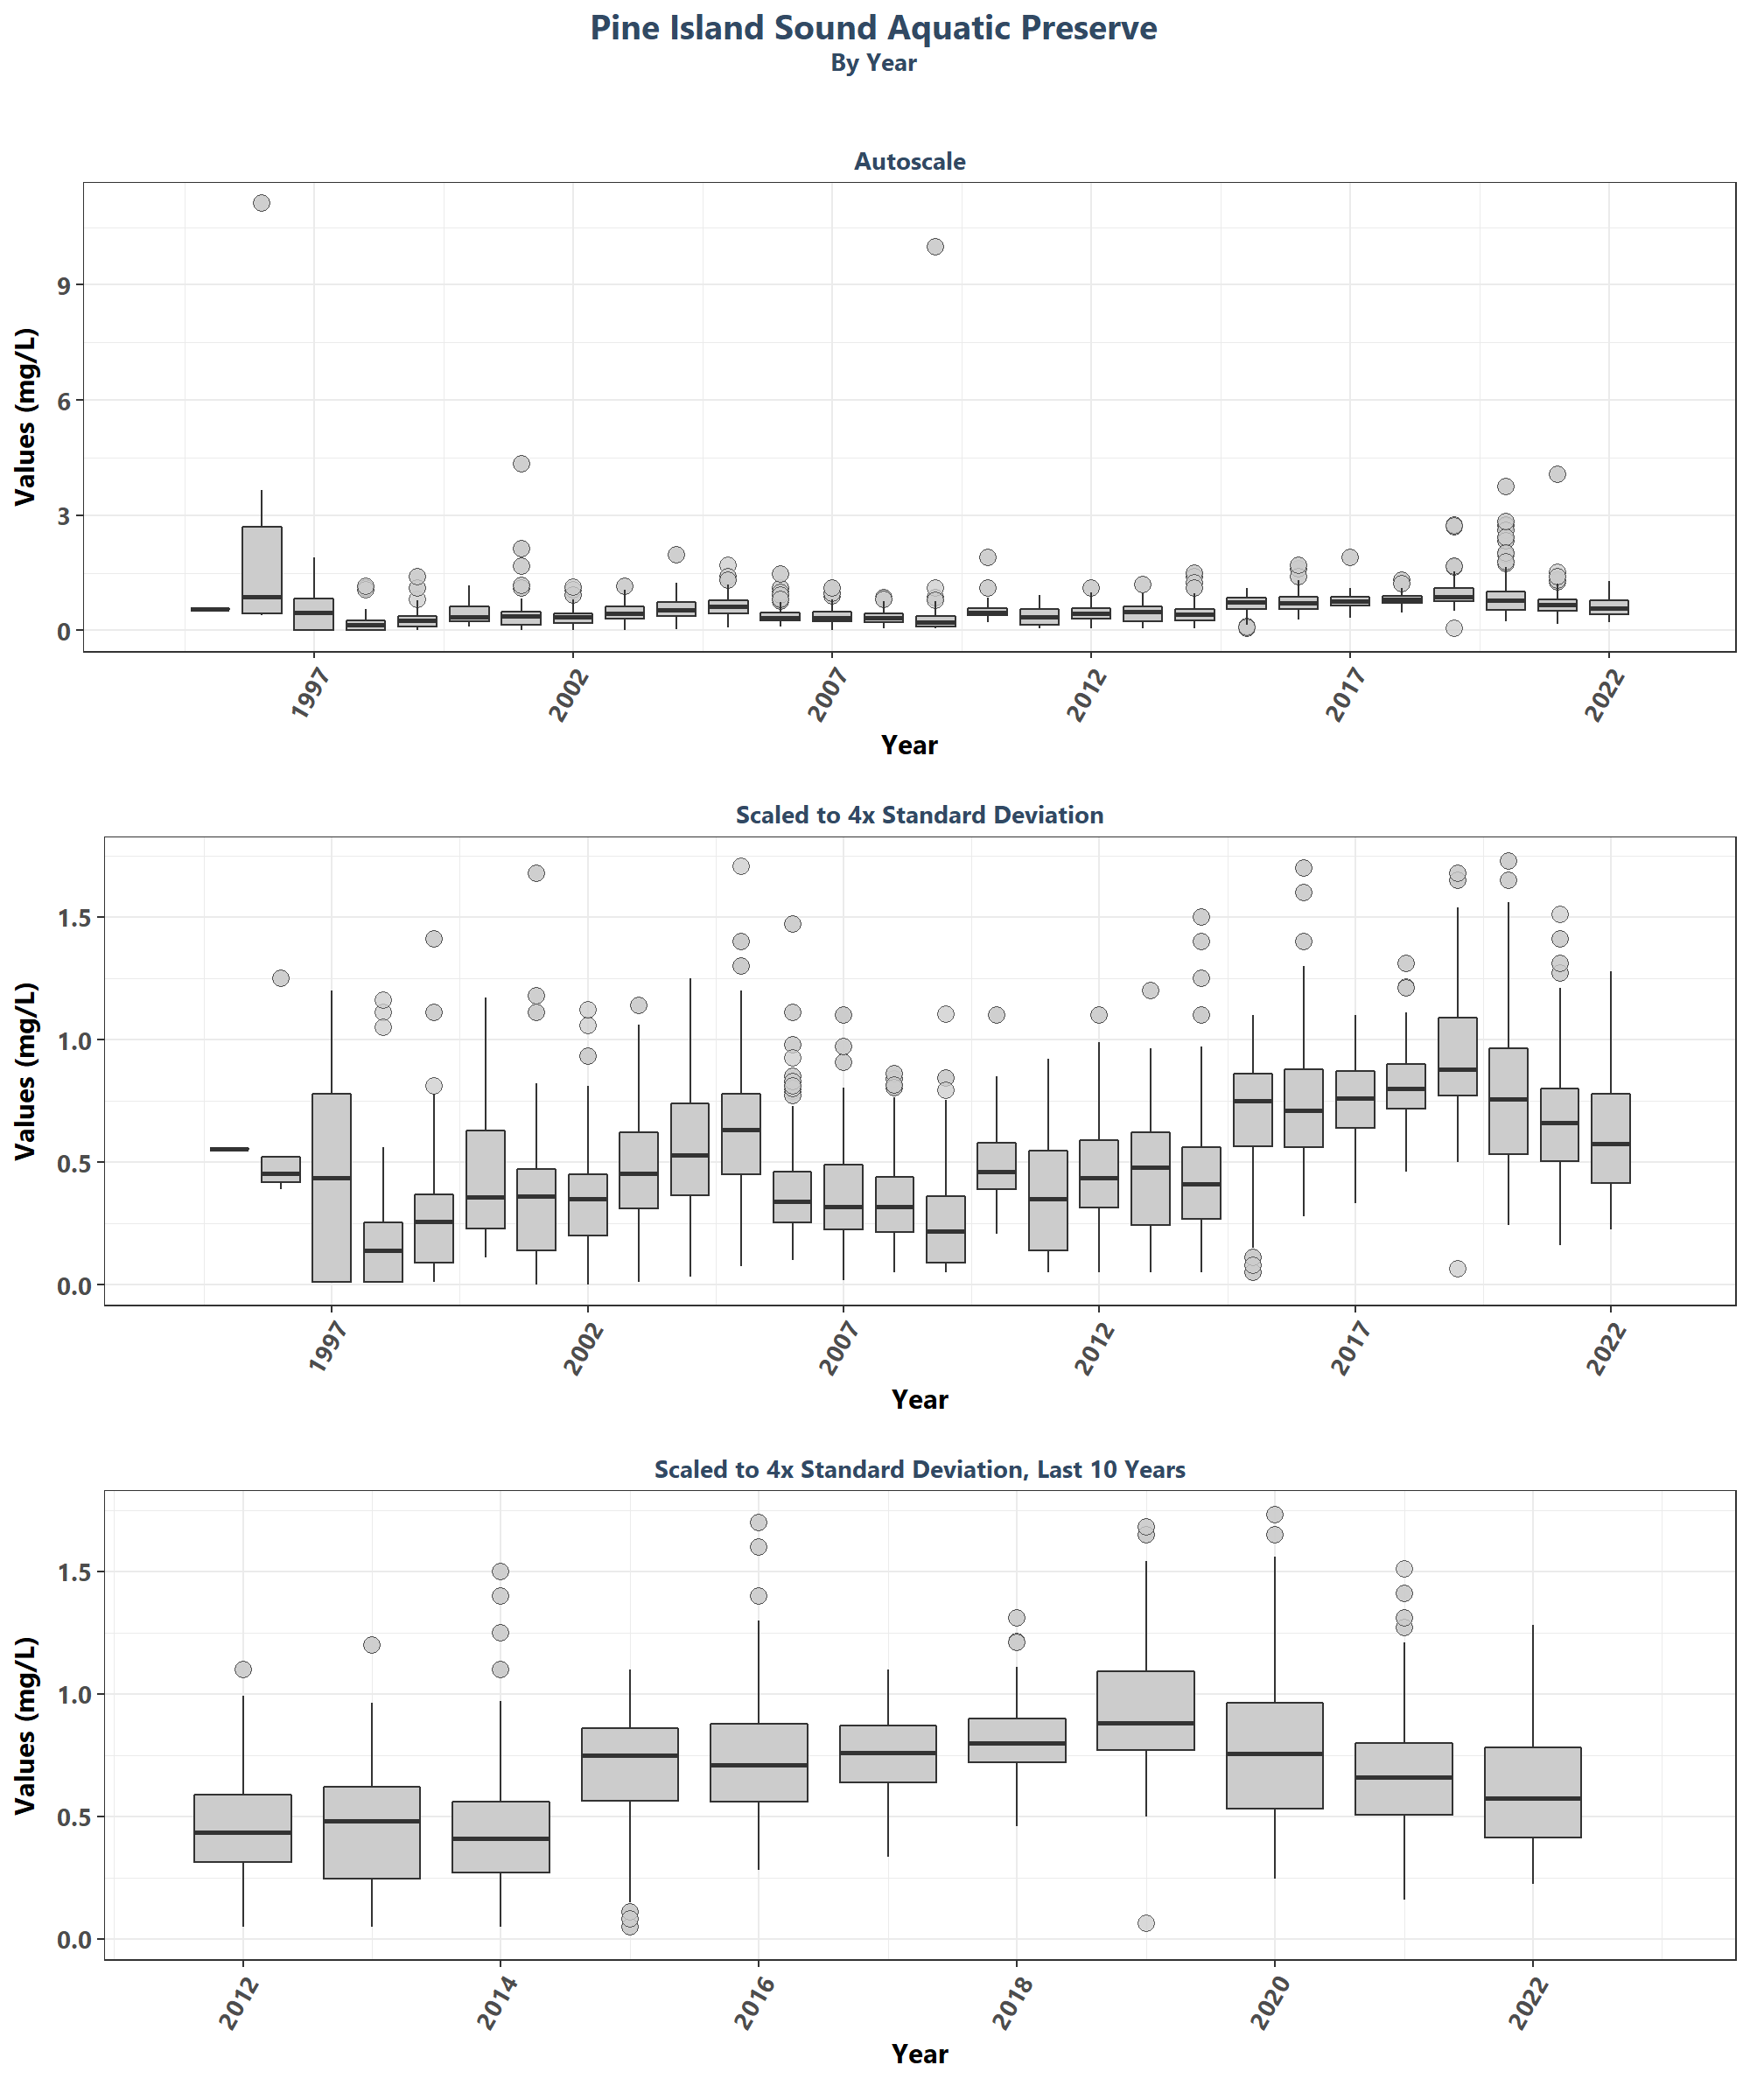 Pine Island Sound Aquatic Preserve
By Year
Autoscale
Values (mg/L)
9
6
3
0
1997 2002 2007 2012 2017 2022
Year
Scaled to 4x Standard Deviation
Values (mg/L)
1.5
1.0
0.5
0.0
1997 2002 2007 2012 2017 2022
Year
Scaled to 4x Standard Deviation, Last 10 Years
Values (mg/L)
1.5
1.0
0.5
0.0
2012 2014 2016 2018 2020 2022
Year